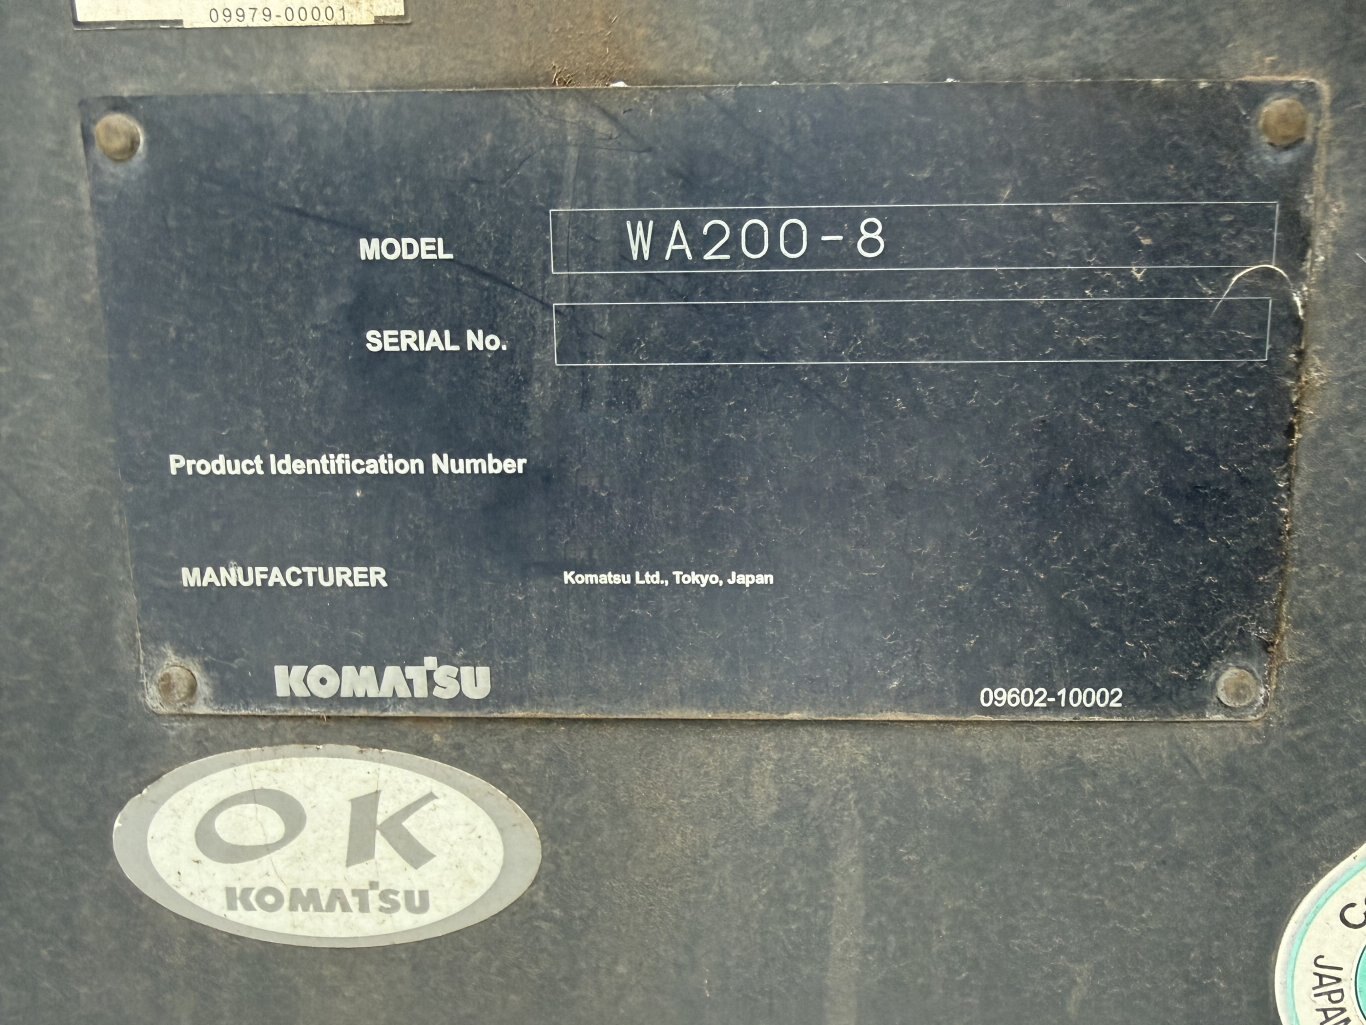 09979-00001
MODEL WA200-8
SERIAL No.
Product Identification Number
MANUFACTURER Komatsu Ltd., Tokyo, Japan
KOMATSU
09602-10002
OK
KOMATSU
JAPAN